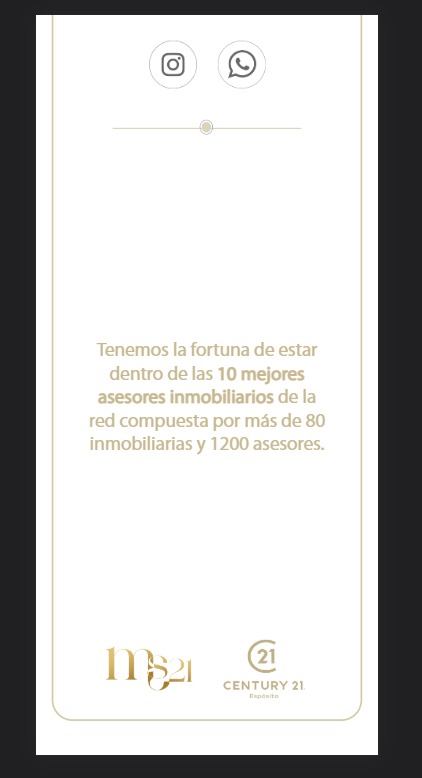 Tenemos la fortuna de estar
dentro de las 10 mejores
asesores inmobiliarios de la
red compuesta por más de 80
inmobiliarias y 1200 asesores.
ms21
21
CENTURY 21.
Expósito